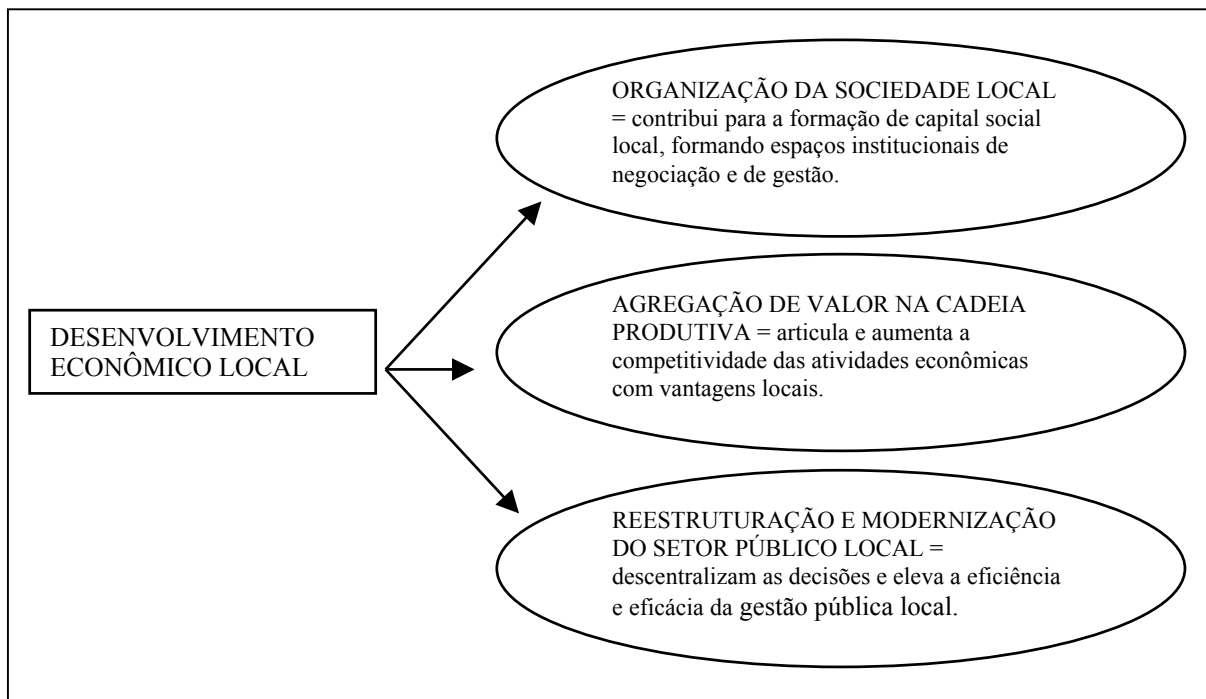 DESENVOLVIMENTO
ECONÔMICO LOCAL
ORGANIZAÇÃO DA SOCIEDADE LOCAL
= contribui para a formação de capital social
local, formando espaços institucionais de
negociação e de gestão.
AGREGAÇÃO DE VALOR NA CADEIA
PRODUTIVA = articula e aumenta a
competitividade das atividades econômicas
com vantagens locais.
REESTRUTURAÇÃO E MODERNIZAÇÃO
DO SETOR PÚBLICO LOCAL =
descentralizam as decisões e eleva a eficiência
e eficácia da gestão pública local.